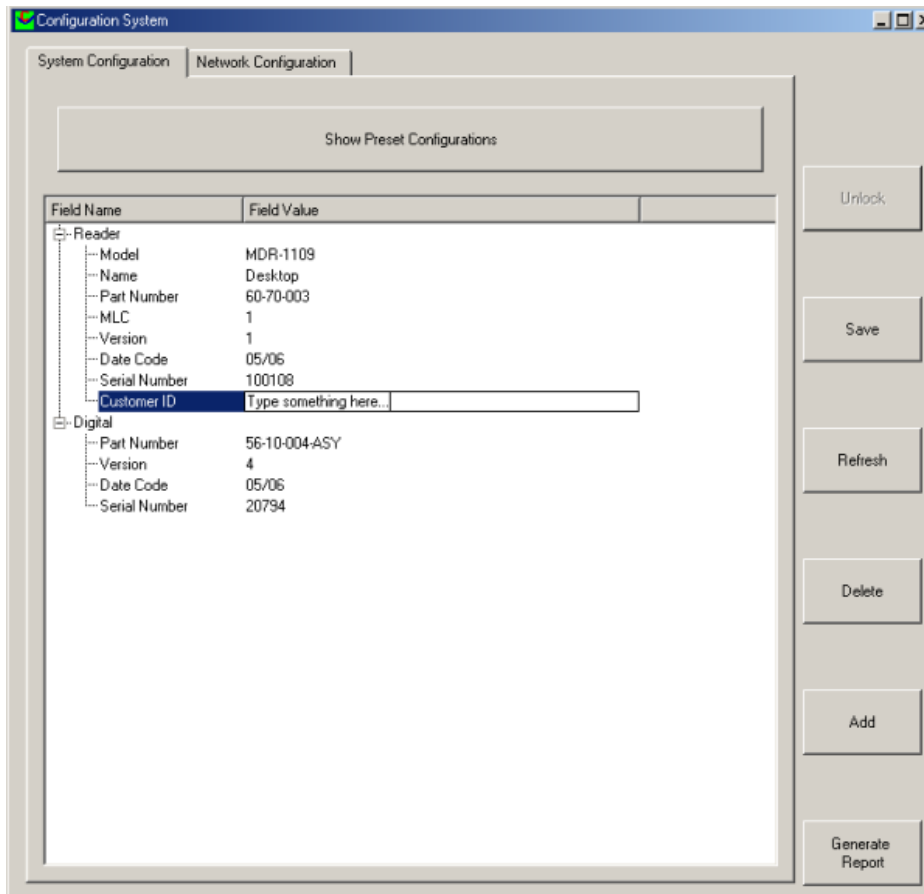 Configuration System
System Configuration Network Configuration
Show Preset Configurations
Unlock
Field Name Field Value
Reader
Model MDR-1109
Name Desktop
Part Number 60-70-003
MLC 1
Version 1
Save
Date Code 05/06
Serial Number 100108
Customer ID Type something here...
Digital
Part Number 56-10-004-ASY
Version 4
Refresh
Date Code 05/06
Serial Number 20794
Delete
Add
Generate
Report